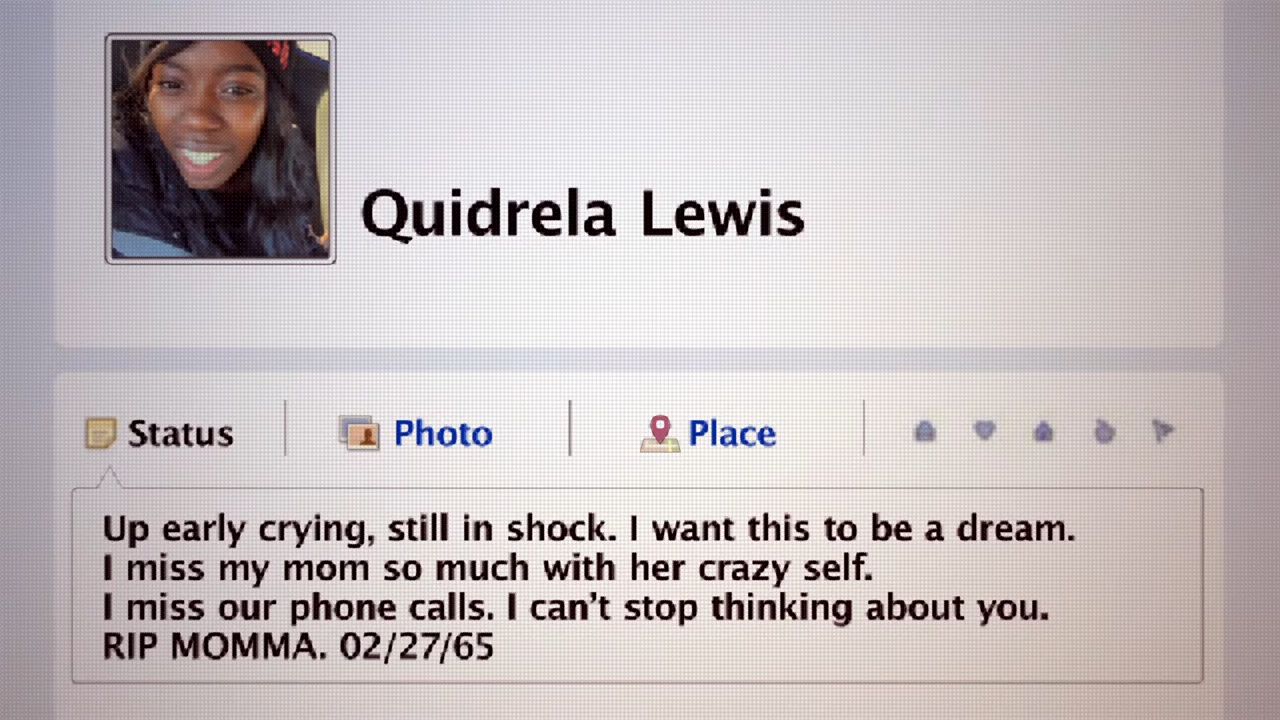 Quidrela Lewis
Status
Photo
Place
Up early crying, still in shock. I want this to be a dream.
I miss my mom so much with her crazy self.
I miss our phone calls. I can't stop thinking about you.
RIP MOMMA. 02/27/65